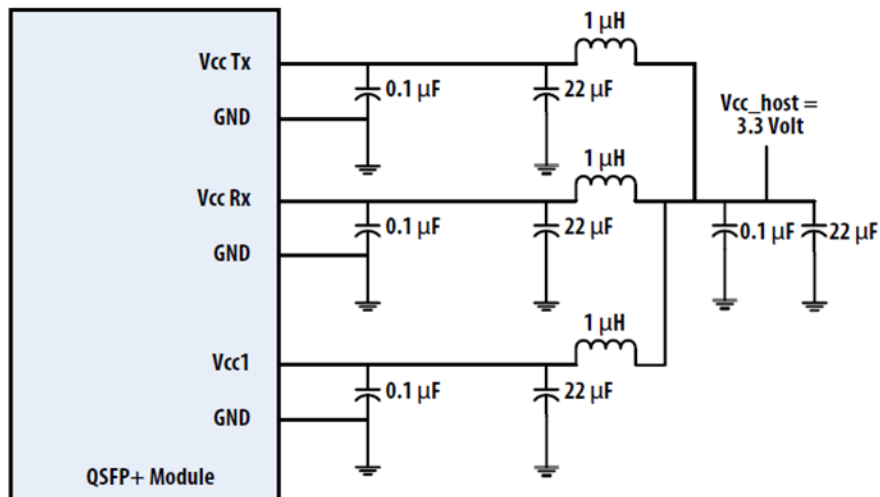 1 µH
Vcc Tx
0.1 µF
22 µF
GND
Vcc_host =
3.3 Volt
1 µH
Vcc Rx
0.1 µF
22 µF
0.1 µF
22 µF
GND
1 µH
Vcc1
0.1 µF
22 µF
GND
QSFP+ Module